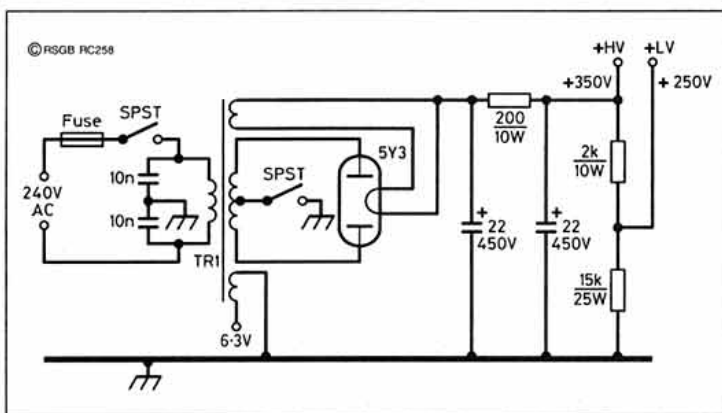 © RSGB RC258
+HV +LV
+350V + 250V
Fuse SPST
5Y3
200
10W
SPST
2k
10W
10n
240V
AC
10n
+ 22
450V
+ 22
450V
TR1
15k
25W
6·3V